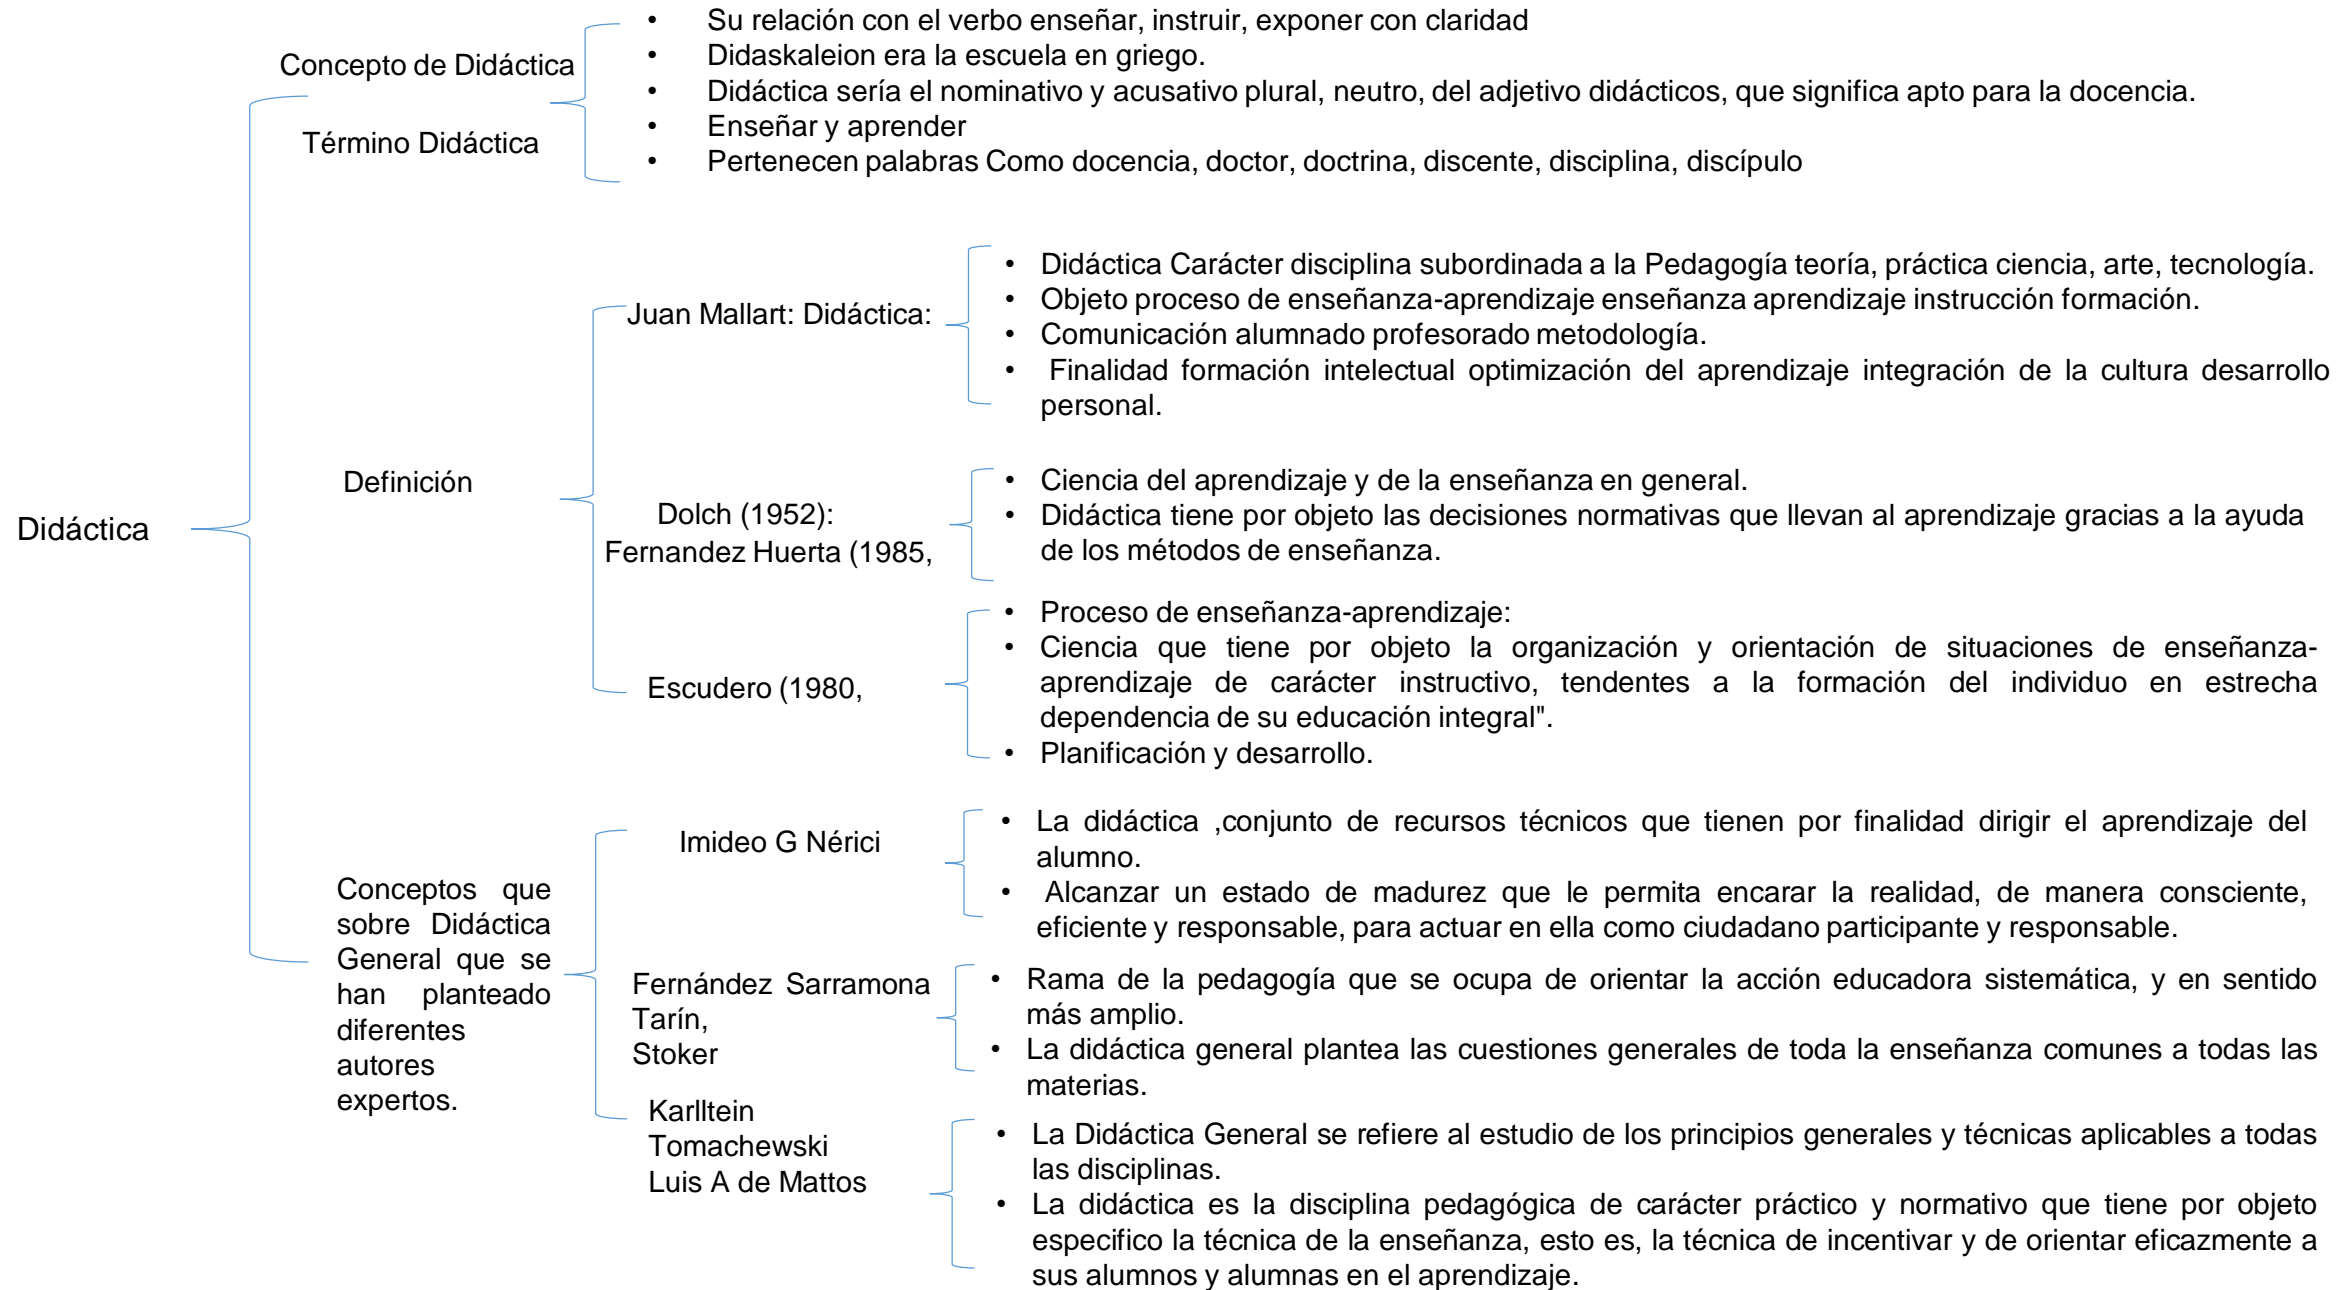 Didáctica
Concepto de Didáctica
Término Didáctica
• Su relación con el verbo enseñar, instruir, exponer con claridad
• Didaskaleion era la escuela en griego.
• Didáctica sería el nominativo y acusativo plural, neutro, del adjetivo didácticos, que significa apto para la docencia.
• Enseñar y aprender
• Pertenecen palabras Como docencia, doctor, doctrina, discente, disciplina, discípulo
Definición
Juan Mallart: Didáctica:
• Didáctica Carácter disciplina subordinada a la Pedagogía teoría, práctica ciencia, arte, tecnología.
• Objeto proceso de enseñanza-aprendizaje enseñanza aprendizaje instrucción formación.
• Comunicación alumnado profesorado metodología.
• Finalidad formación intelectual optimización del aprendizaje integración de la cultura desarrollo
personal.
Dolch (1952):
Fernandez Huerta (1985,
• Ciencia del aprendizaje y de la enseñanza en general.
• Didáctica tiene por objeto las decisiones normativas que llevan al aprendizaje gracias a la ayuda
de los métodos de enseñanza.
Escudero (1980,
• Proceso de enseñanza-aprendizaje:
• Ciencia que tiene por objeto la organización y orientación de situaciones de enseñanza-
aprendizaje de carácter instructivo, tendentes a la formación del individuo en estrecha
dependencia de su educación integral".
• Planificación y desarrollo.
Conceptos que
sobre Didáctica
General que se
han planteado
diferentes
autores
expertos.
Imideo G Nérici
• La didáctica ,conjunto de recursos técnicos que tienen por finalidad dirigir el aprendizaje del
alumno.
• Alcanzar un estado de madurez que le permita encarar la realidad, de manera consciente,
eficiente y responsable, para actuar en ella como ciudadano participante y responsable.
Fernández Sarramona
Tarín,
Stoker
• Rama de la pedagogía que se ocupa de orientar la acción educadora sistemática, y en sentido
más amplio.
• La didáctica general plantea las cuestiones generales de toda la enseñanza comunes a todas las
materias.
Karlltein
Tomachewski
Luis A de Mattos
• La Didáctica General se refiere al estudio de los principios generales y técnicas aplicables a todas
las disciplinas.
• La didáctica es la disciplina pedagógica de carácter práctico y normativo que tiene por objeto
especifico la técnica de la enseñanza, esto es, la técnica de incentivar y de orientar eficazmente a
sus alumnos y alumnas en el aprendizaje.